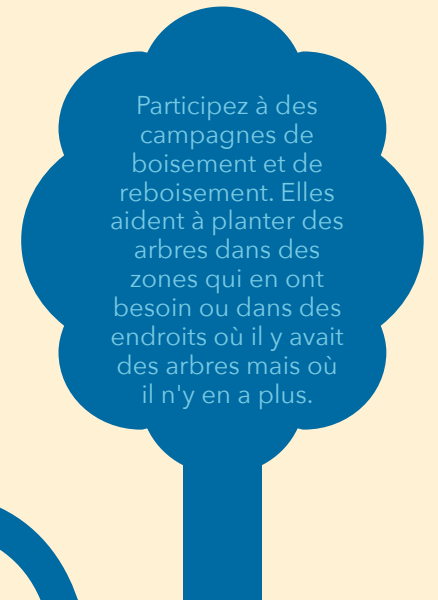 Participez à des
campagnes de
boisement et de
reboisement. Elles
aident à planter des
arbres dans des
zones qui en ont
besoin ou dans des
endroits où il y avait
des arbres mais où
il n'y en a plus.